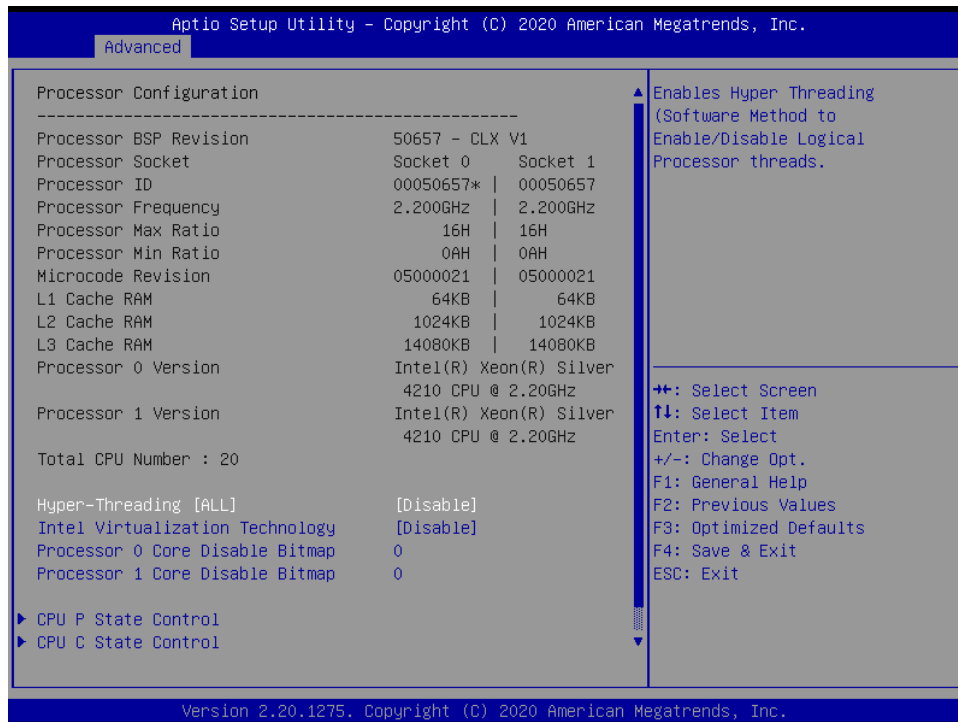 Aptio Setup Utility – Copyright (C) 2020 American Megatrends, Inc.
Advanced
Processor Configuration
--------------------------------------------------
Processor BSP Revision 50657 – CLX V1
Processor Socket Socket 0 Socket 1
Processor ID 00050657* | 00050657
Processor Frequency 2.200GHz | 2.200GHz
Processor Max Ratio 16H | 16H
Processor Min Ratio 0AH | 0AH
Microcode Revision 05000021 | 05000021
L1 Cache RAM 64KB | 64KB
L2 Cache RAM 1024KB | 1024KB
L3 Cache RAM 14080KB | 14080KB
Processor 0 Version Intel(R) Xeon(R) Silver
4210 CPU @ 2.20GHz
Processor 1 Version Intel(R) Xeon(R) Silver
4210 CPU @ 2.20GHz
Total CPU Number : 20
Hyper-Threading [ALL] [Disable]
Intel Virtualization Technology [Disable]
Processor 0 Core Disable Bitmap 0
Processor 1 Core Disable Bitmap 0
CPU P State Control
CPU C State Control
Enables Hyper Threading
(Software Method to
Enable/Disable Logical
Processor threads.
→←: Select Screen
↑↓: Select Item
Enter: Select
+/-: Change Opt.
F1: General Help
F2: Previous Values
F3: Optimized Defaults
F4: Save & Exit
ESC: Exit
Version 2.20.1275. Copyright (C) 2020 American Megatrends, Inc.